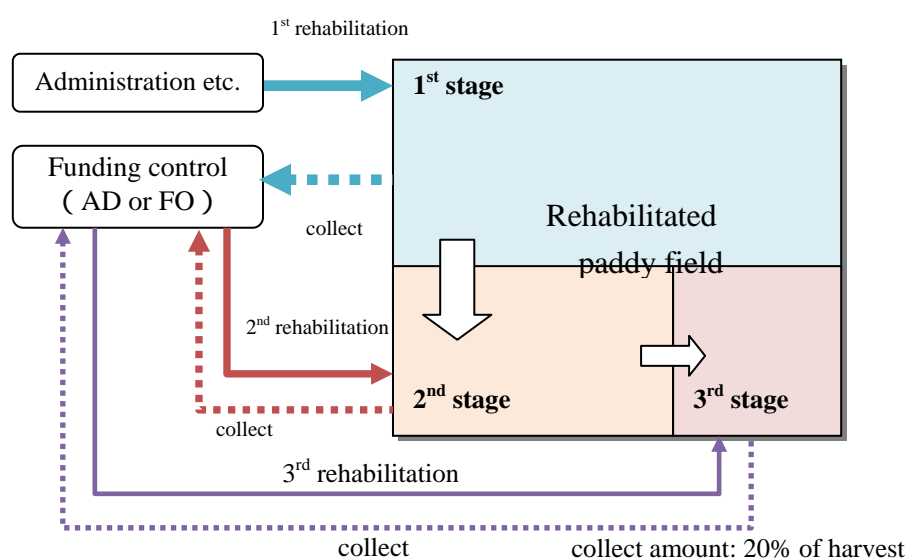 1st rehabilitation
Administration etc.
1st stage
Funding control
( AD or FO )
collect
Rehabilitated
paddy field
2nd rehabilitation
2nd stage
3rd stage
collect
3rd rehabilitation
collect
collect amount: 20% of harvest